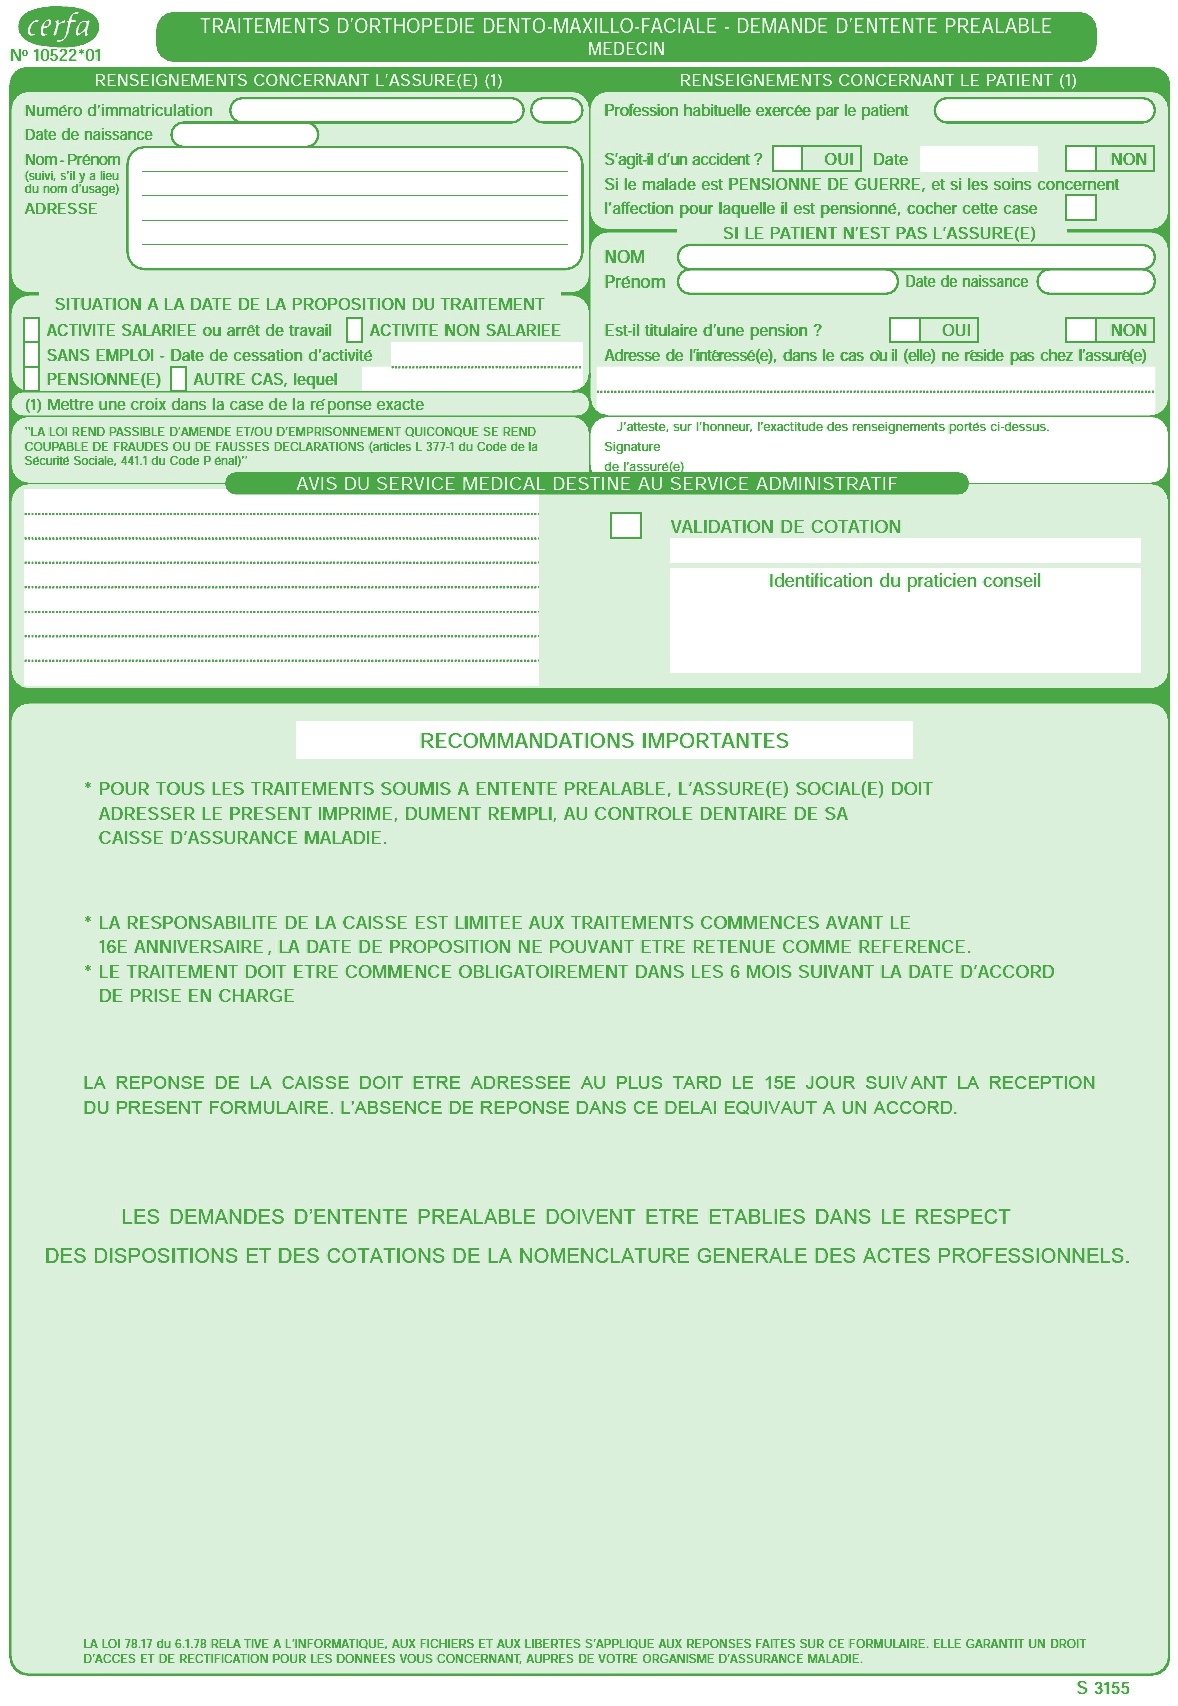 cerfa
N° 10522*01
TRAITEMENTS D'ORTHOPEDIE DENTO-MAXILLO-FACIALE - DEMANDE D'ENTENTE PREALABLE
MEDECIN
RENSEIGNEMENTS CONCERNANT L'ASSURE(E) (1)
Numéro d'immatriculation
Date de naissance
Nom - Prénom
(suivi, s'il y a lieu
du nom d'usage)
ADRESSE
SITUATION A LA DATE DE LA PROPOSITION DU TRAITEMENT
ACTIVITE SALARIEE ou arrêt de travail ACTIVITE NON SALARIEE
SANS EMPLOI - Date de cessation d'activité
PENSIONNE(E) AUTRE CAS, lequel
(1) Mettre une croix dans la case de la réponse exacte
"LA LOI REND PASSIBLE D'AMENDE ET/OU D'EMPRISONNEMENT QUICONQUE SE REND
COUPABLE DE FRAUDES OU DE FAUSSES DECLARATIONS (articles L 377-1 du Code de la
Sécurité Sociale, 441.1 du Code P énal)"
RENSEIGNEMENTS CONCERNANT LE PATIENT (1)
Profession habituelle exercée par le patient
S'agit-il d'un accident ? OUI Date NON
Si le malade est PENSIONNE DE GUERRE, et si les soins concernent
l'affection pour laquelle il est pensionné, cocher cette case
SI LE PATIENT N'EST PAS L'ASSURE(E)
NOM
Prénom Date de naissance
Est-il titulaire d'une pension ? OUI NON
Adresse de l'intéressé(e), dans le cas où il (elle) ne réside pas chez l'assuré(e)
J'atteste, sur l'honneur, l'exactitude des renseignements portés ci-dessus.
Signature
de l'assuré(e)
AVIS DU SERVICE MEDICAL DESTINE AU SERVICE ADMINISTRATIF
VALIDATION DE COTATION
Identification du praticien conseil
RECOMMANDATIONS IMPORTANTES
* POUR TOUS LES TRAITEMENTS SOUMIS A ENTENTE PREALABLE, L'ASSURE(E) SOCIAL(E) DOIT
ADRESSER LE PRESENT IMPRIME, DUMENT REMPLI, AU CONTROLE DENTAIRE DE SA
CAISSE D'ASSURANCE MALADIE.
* LA RESPONSABILITE DE LA CAISSE EST LIMITEE AUX TRAITEMENTS COMMENCES AVANT LE
16E ANNIVERSAIRE, LA DATE DE PROPOSITION NE POUVANT ETRE RETENUE COMME REFERENCE.
* LE TRAITEMENT DOIT ETRE COMMENCE OBLIGATOIREMENT DANS LES 6 MOIS SUIVANT LA DATE D'ACCORD
DE PRISE EN CHARGE
LA REPONSE DE LA CAISSE DOIT ETRE ADRESSEE AU PLUS TARD LE 15E JOUR SUIVANT LA RECEPTION
DU PRESENT FORMULAIRE. L'ABSENCE DE REPONSE DANS CE DELAI EQUIVAUT A UN ACCORD.
LES DEMANDES D'ENTENTE PREALABLE DOIVENT ETRE ETABLIES DANS LE RESPECT
DES DISPOSITIONS ET DES COTATIONS DE LA NOMENCLATURE GENERALE DES ACTES PROFESSIONNELS.
LA LOI 78.17 du 6.1.78 RELA TIVE A L'INFORMATIQUE, AUX FICHIERS ET AUX LIBERTES S'APPLIQUE AUX REPONSES FAITES SUR CE FORMULAIRE. ELLE GARANTIT UN DROIT
D'ACCES ET DE RECTIFICATION POUR LES DONNEES VOUS CONCERNANT, AUPRES DE VOTRE ORGANISME D'ASSURANCE MALADIE.
S 3155